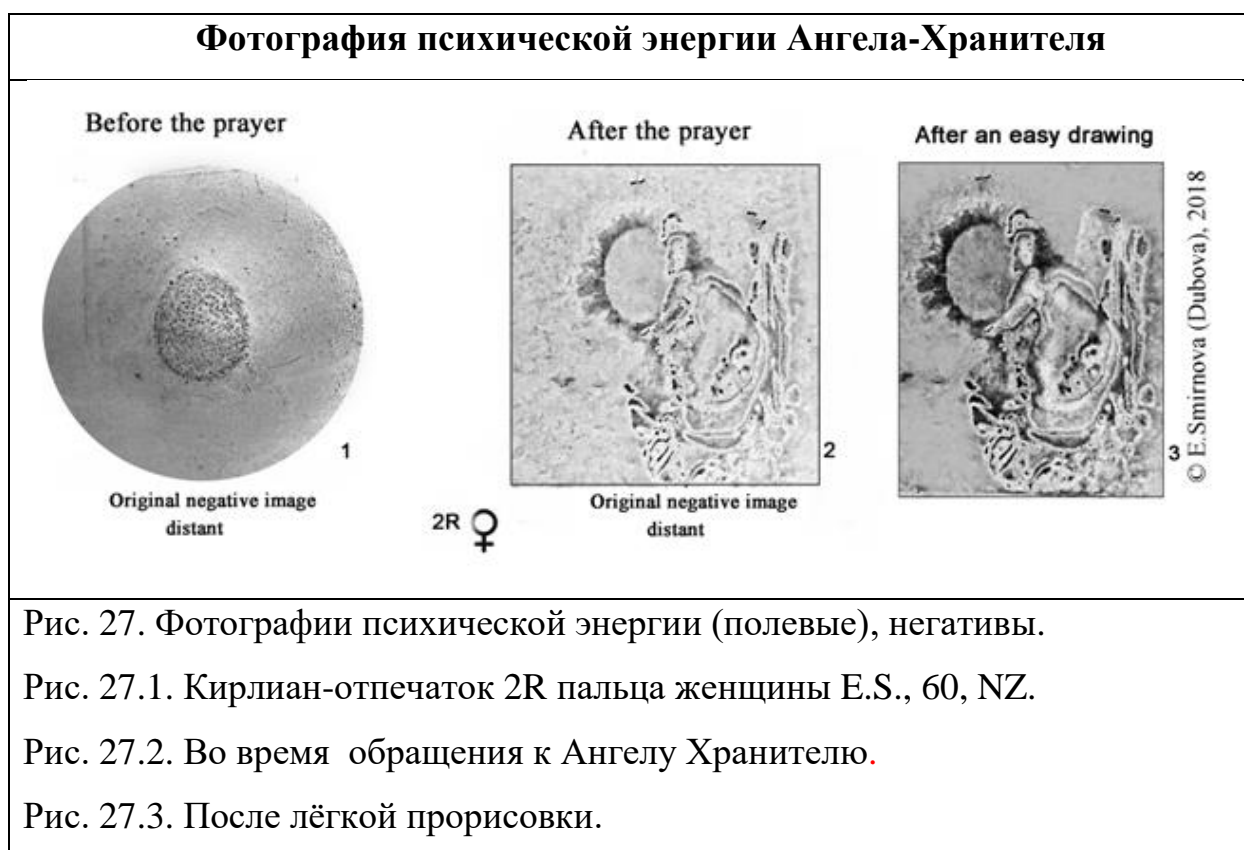 Фотография психической энергии Ангела-Хранителя
Before the prayer
After the prayer
After an easy drawing
1
2
3
© E.Smirnova (Dubova), 2018
Original negative image
distant
2R ♀
Original negative image
distant
Рис. 27. Фотографии психической энергии (полевые), негативы.
Рис. 27.1. Кирлиан-отпечаток 2R пальца женщины E.S., 60, NZ.
Рис. 27.2. Во время обращения к Ангелу Хранителю.
Рис. 27.3. После лёгкой прорисовки.